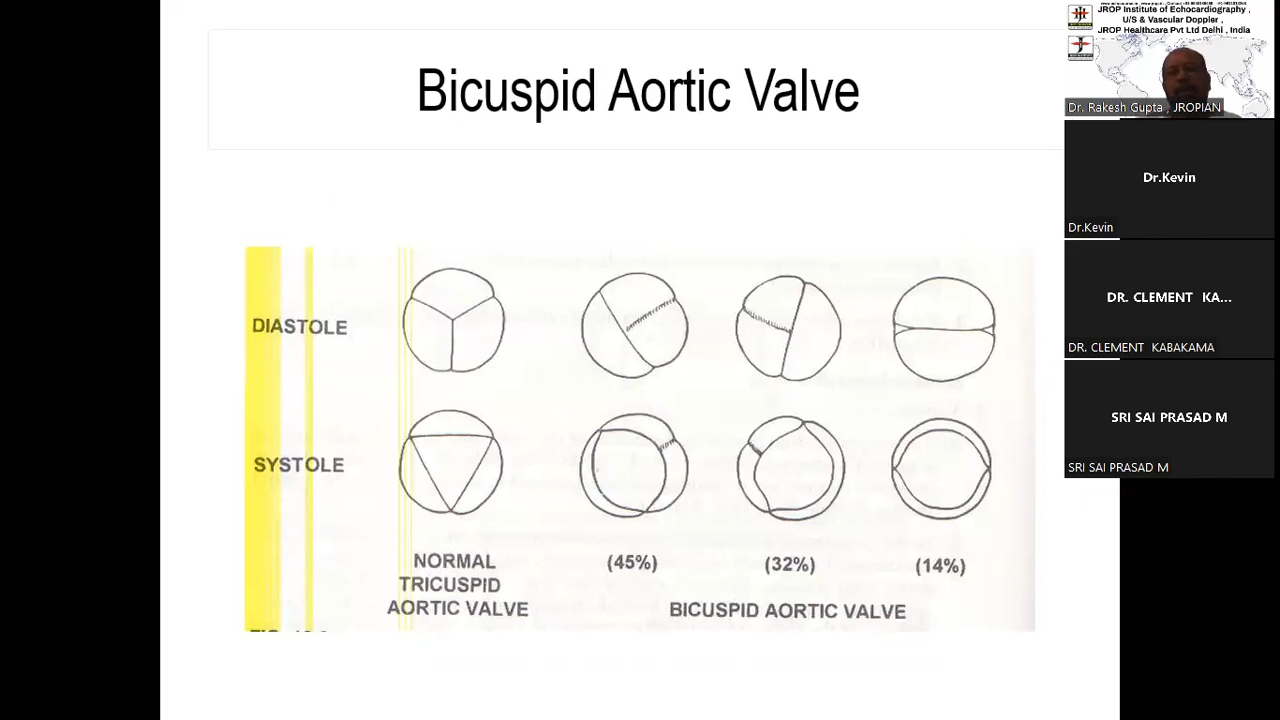 Bicuspid Aortic Valve
DIASTOLE
SYSTOLE
NORMAL
TRICUSPID
AORTIC VALVE
(45%)
(32%)
(14%)
BICUSPID AORTIC VALVE
JROP Institute of Echocardiography ,
U/S & Vascular Doppler ,
JROP Healthcare Pvt Ltd Delhi , India
Dr. Rakesh Gupta , JROPIAN
Dr.Kevin
Dr.Kevin
DR. CLEMENT KA...
DR. CLEMENT KABAKAMA
SRI SAI PRASAD M
SRI SAI PRASAD M